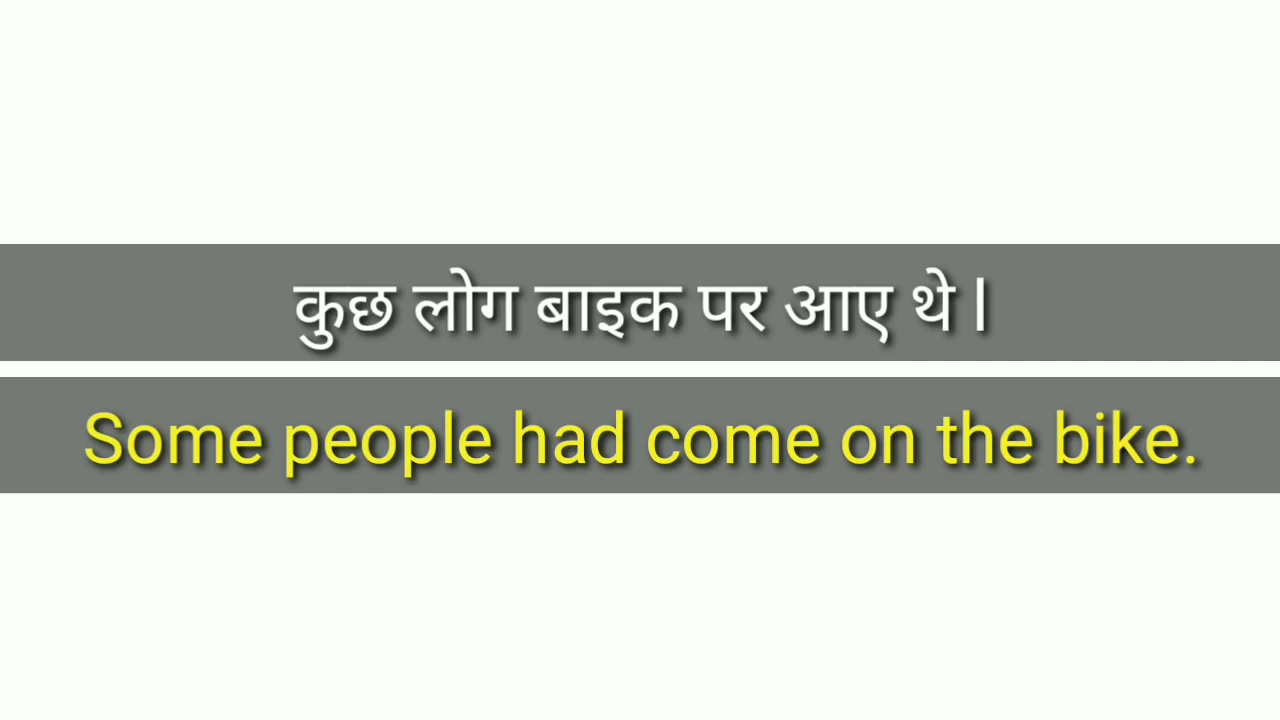 कुछ लोग बाइक पर आए थे l
Some people had come on the bike.